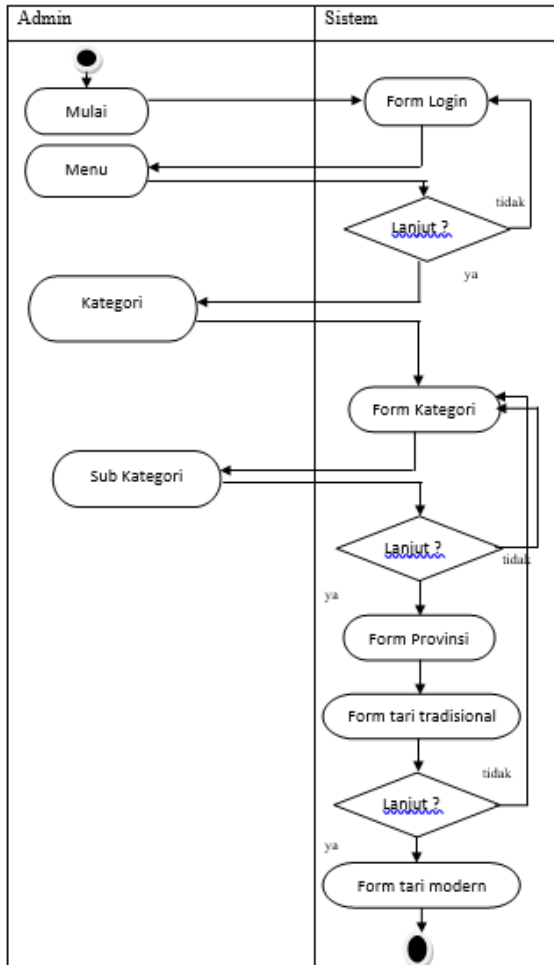 Admin
Sistem
Mulai
Form Login
Menu
tidak
Lanjut ?
ya
Kategori
Form Kategori
Sub Kategori
Lanjut ?
tidak
ya
Form Provinsi
Form tari tradisional
tidak
Lanjut ?
ya
Form tari modern